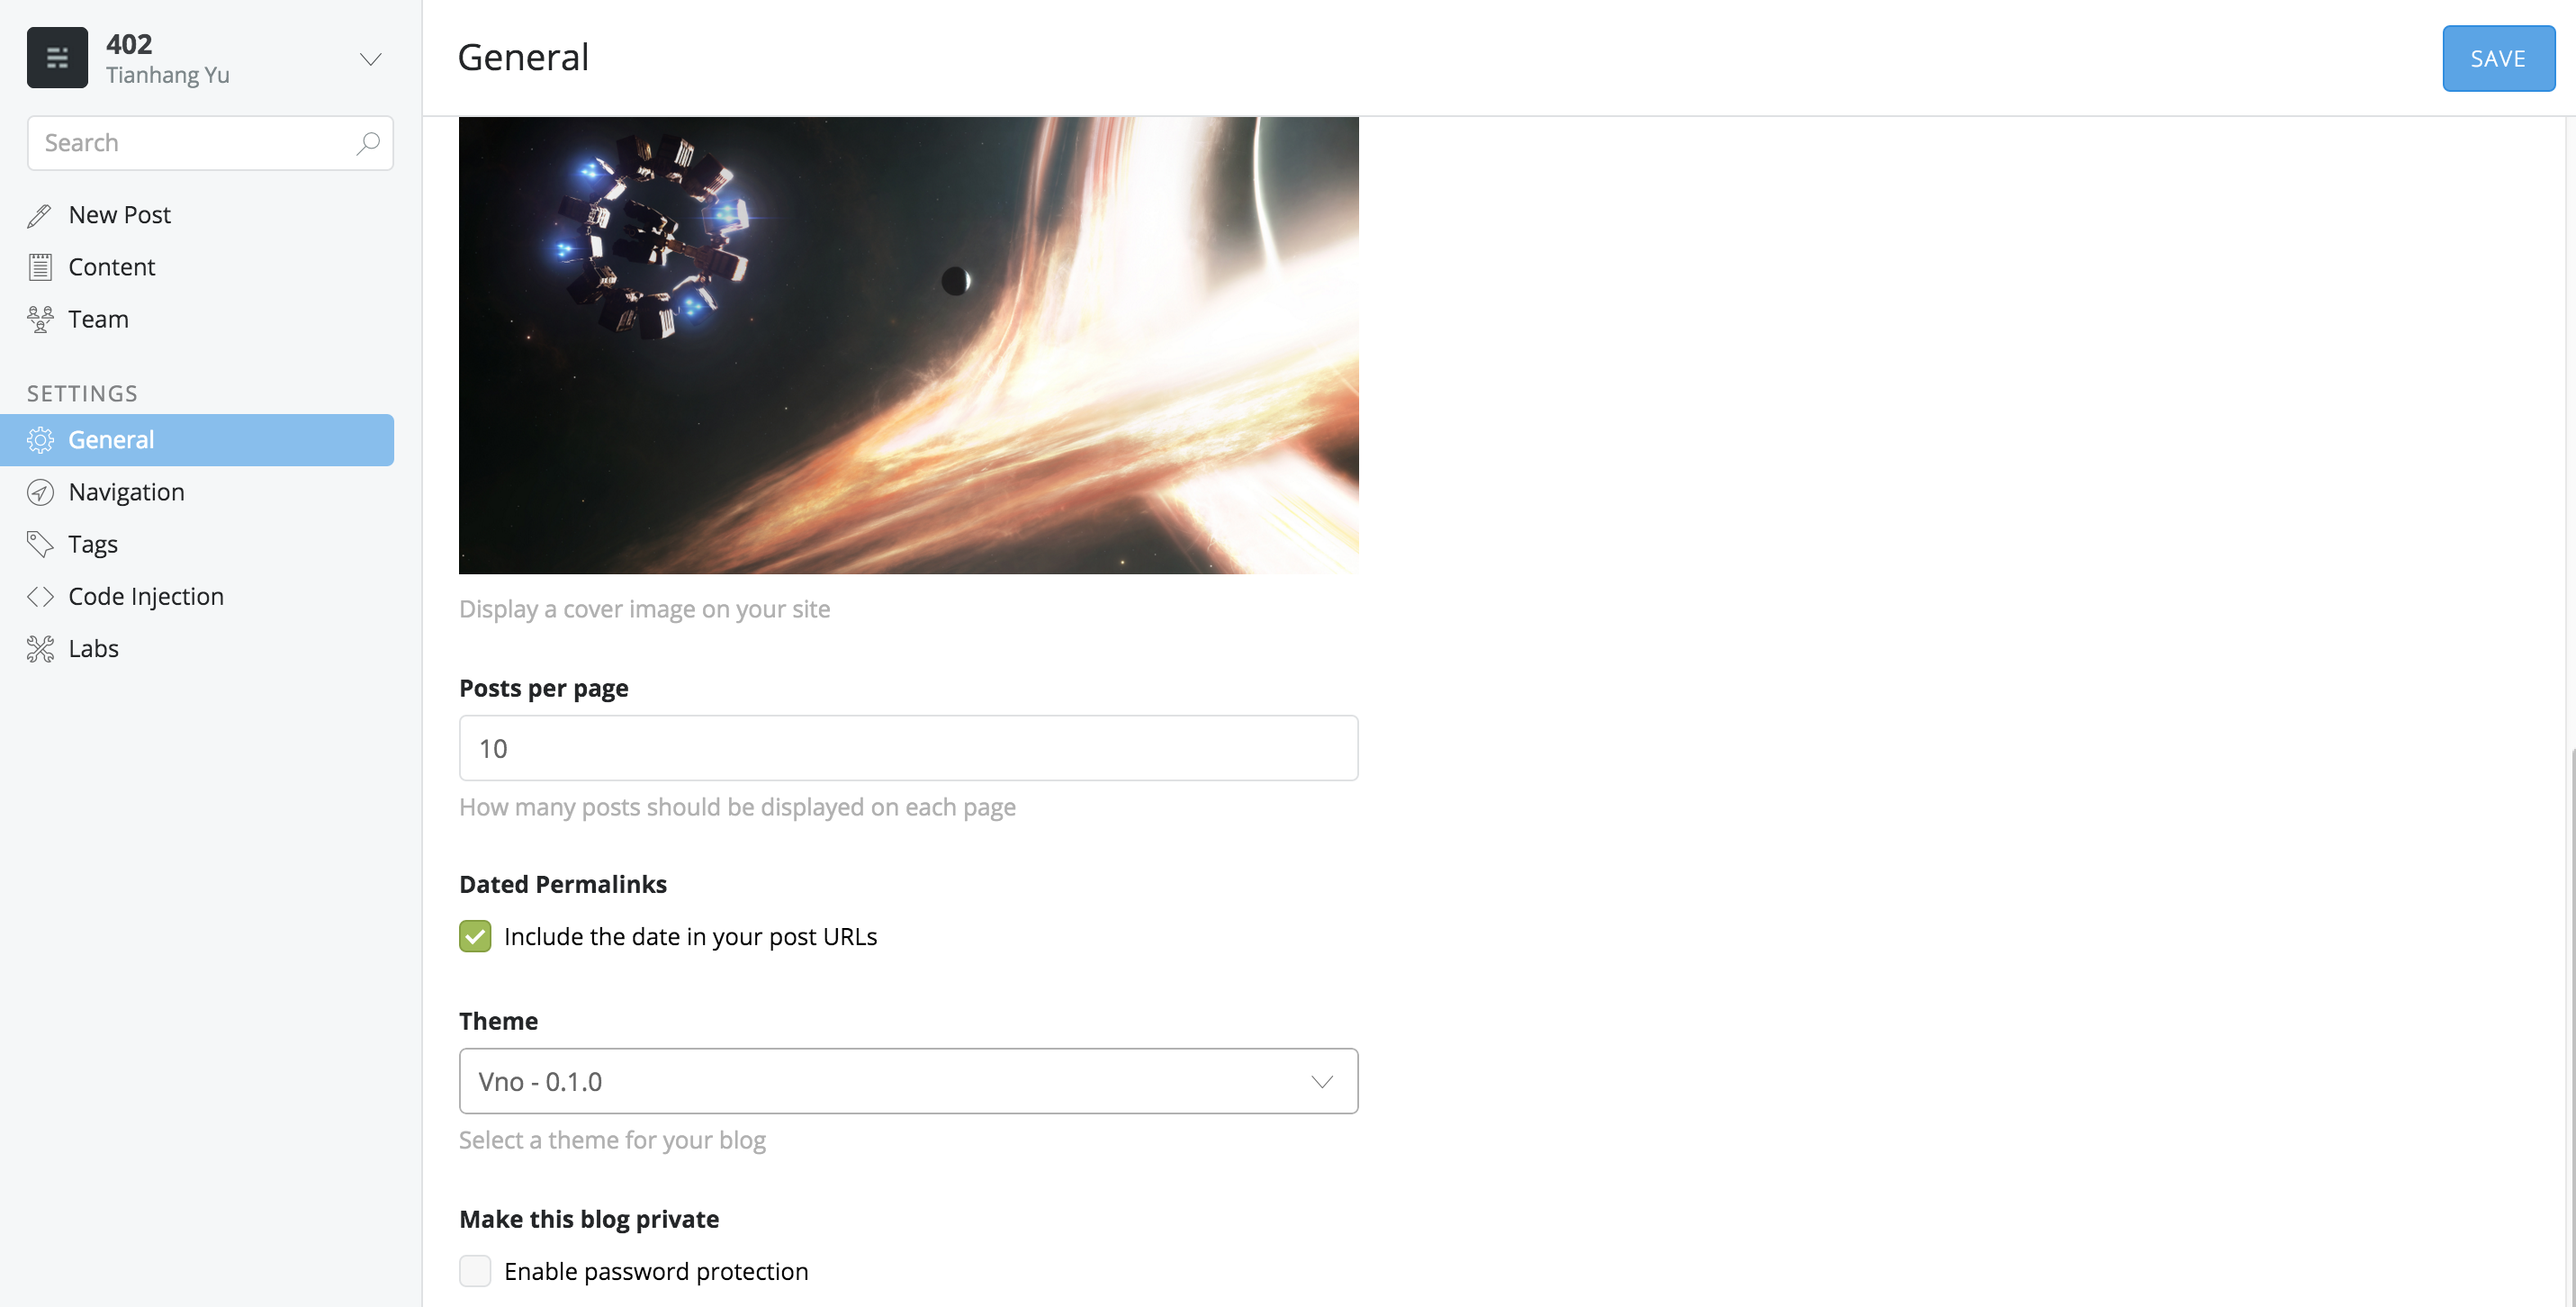 402
Tianhang Yu
Search
New Post
Content
Team
SETTINGS
General
Navigation
Tags
Code Injection
Labs
General
SAVE
Display a cover image on your site
Posts per page
10
How many posts should be displayed on each page
Dated Permalinks
Include the date in your post URLs
Theme
Vno - 0.1.0
Select a theme for your blog
Make this blog private
Enable password protection